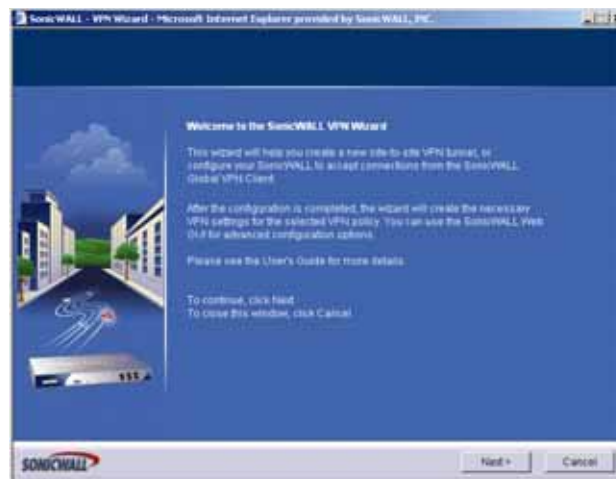 SonicWALL - VPN Wizard - Microsoft Internet Explorer provided by SonicWALL, INC.
Welcome to the SonicWALL VPN Wizard
This wizard will help you create a new site-to-site VPN tunnel, or
configure your SonicWALL to accept connections from the SonicWALL
Global VPN Client.
After the configuration is completed, the wizard will create the necessary
VPN settings for the selected VPN policy. You can use the SonicWALL Web
GUI for advanced configuration options.
Please see the User's Guide for more details.
To continue, click Next
To close this window, click Cancel.
SONICWALL
Next >
Cancel